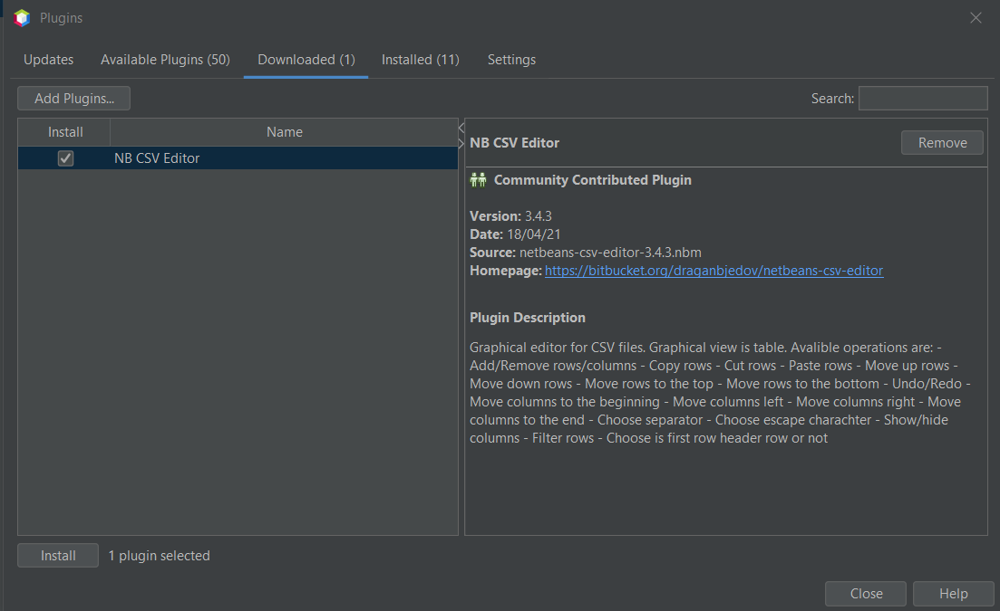 Plugins
Updates Available Plugins (50) Downloaded (1) Installed (11) Settings
Add Plugins... Search:
Install Name
NB CSV Editor
NB CSV Editor Remove
Community Contributed Plugin
Version: 3.4.3
Date: 18/04/21
Source: netbeans-csv-editor-3.4.3.nbm
Homepage: https://bitbucket.org/draganbjedov/netbeans-csv-editor
Plugin Description
Graphical editor for CSV files. Graphical view is table. Avalible operations are: -
Add/Remove rows/columns - Copy rows - Cut rows - Paste rows - Move up rows -
Move down rows - Move rows to the top - Move rows to the bottom - Undo/Redo -
Move columns to the beginning - Move columns left - Move columns right - Move
columns to the end - Choose separator - Choose escape charachter - Show/hide
columns - Filter rows - Choose is first row header row or not
Install 1 plugin selected
Close Help